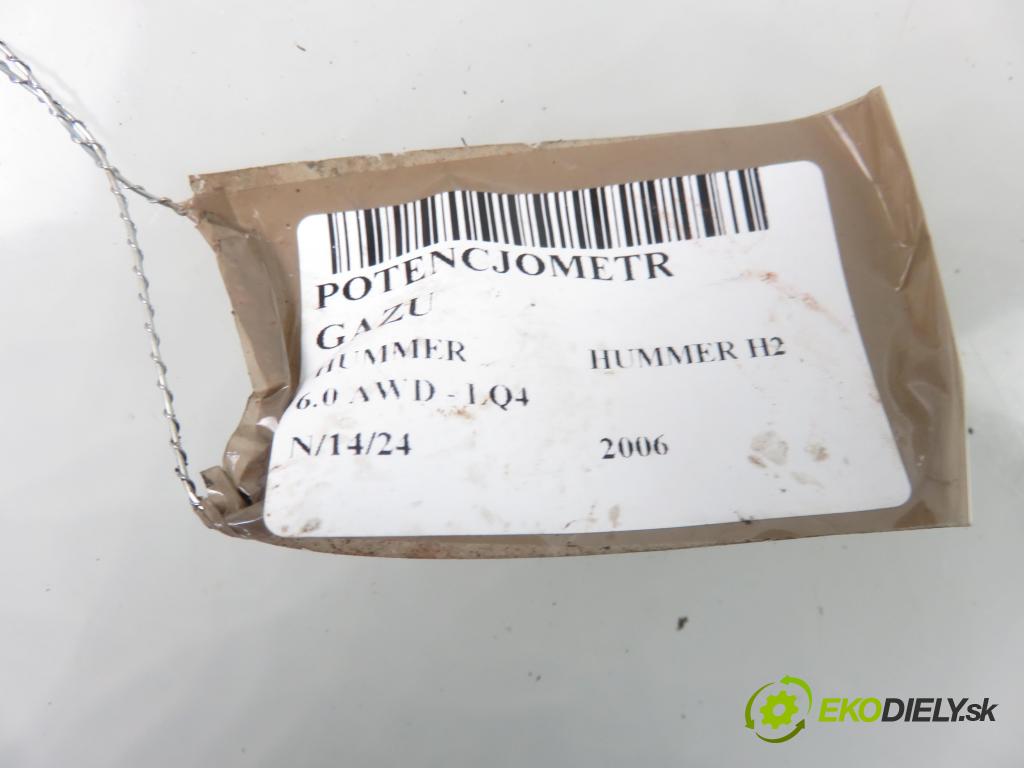 POTENCJOMETR
GAZU
HUMMER HUMMER H2
6.0 AWD - LQ4
N/14/24 2006
EKODIELY.sk